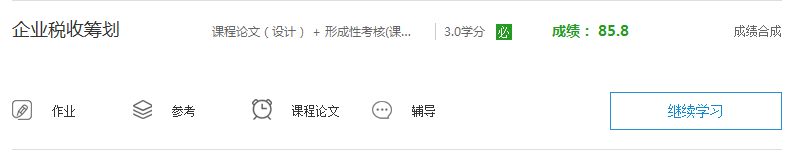 企业税收筹划 课程论文（设计） + 形成性考核(课... 3.0学分 必 成绩： 85.8 成绩合成
作业 参考 课程论文 辅导 继续学习